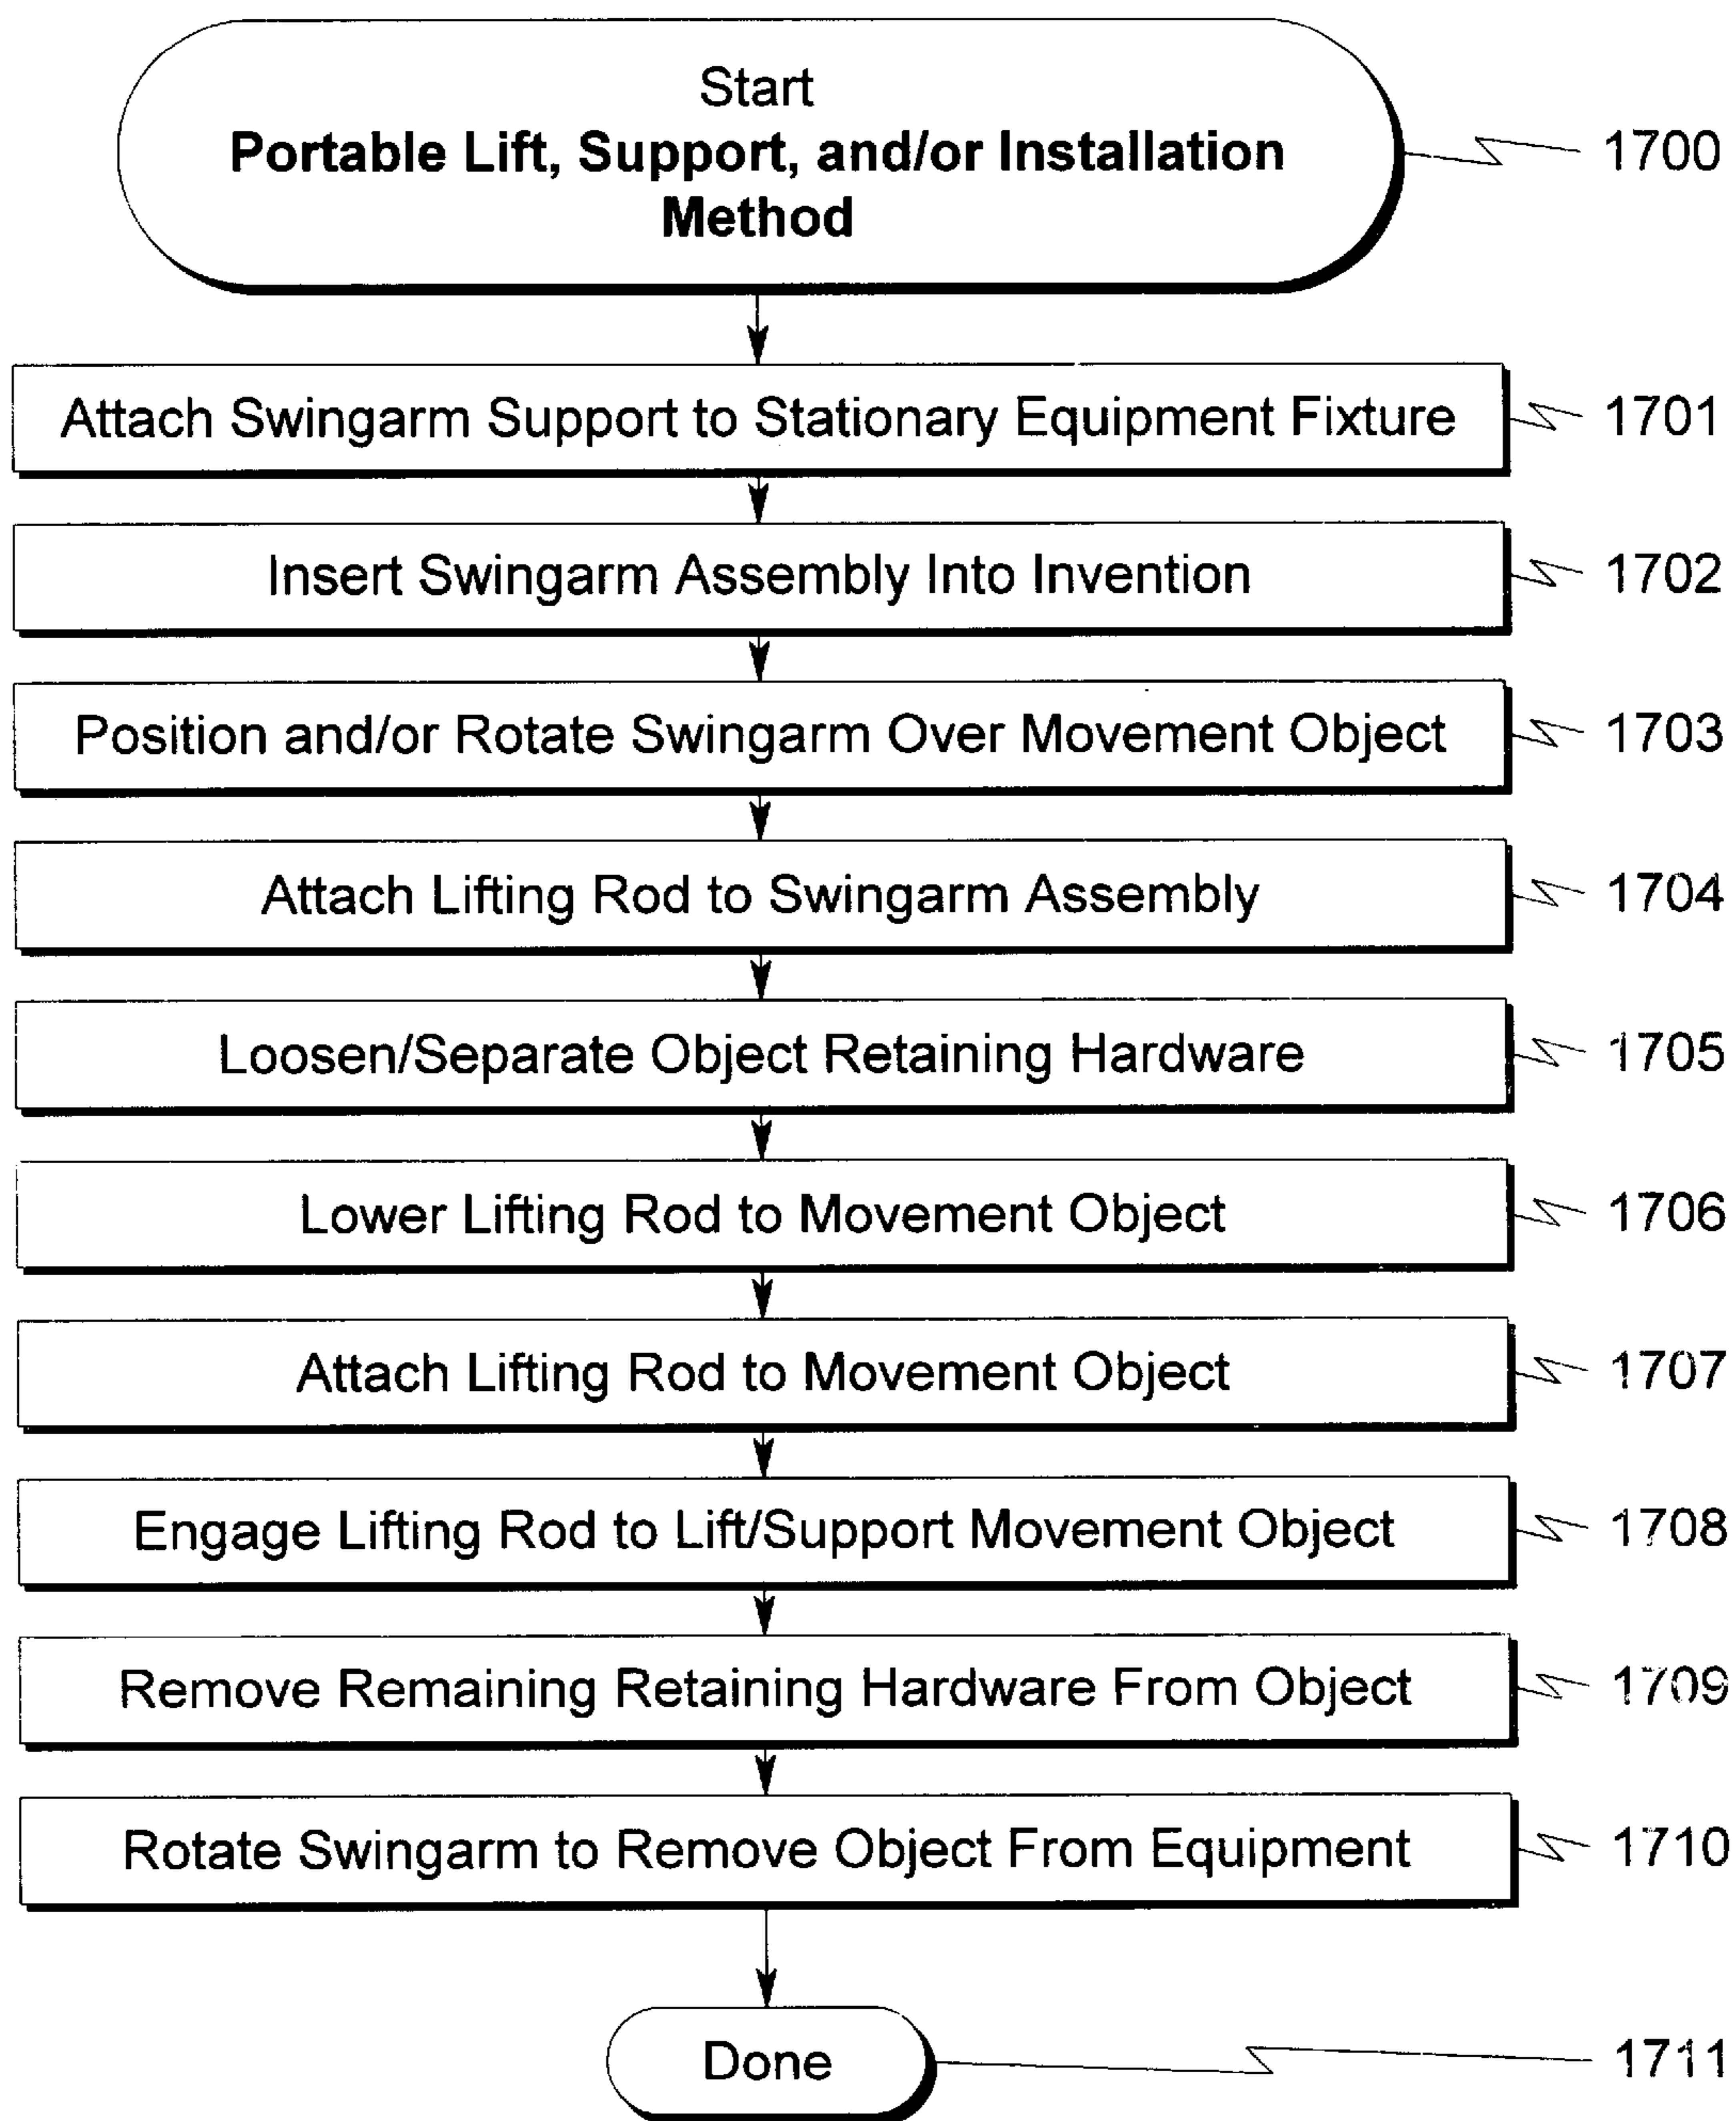 Start
Portable Lift, Support, and/or Installation
Method
1700
Attach Swingarm Support to Stationary Equipment Fixture
1701
Insert Swingarm Assembly Into Invention
1702
Position and/or Rotate Swingarm Over Movement Object
1703
Attach Lifting Rod to Swingarm Assembly
1704
Loosen/Separate Object Retaining Hardware
1705
Lower Lifting Rod to Movement Object
1706
Attach Lifting Rod to Movement Object
1707
Engage Lifting Rod to Lift/Support Movement Object
1708
Remove Remaining Retaining Hardware From Object
1709
Rotate Swingarm to Remove Object From Equipment
1710
Done
1711